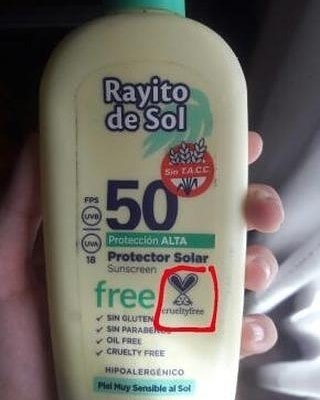 Rayito
de Sol
Sin T.A.C.C.
FPS
50
UVB
UVA
18
Protección ALTA
Protector Solar
Sunscreen
free
crueltyfree
✓ SIN GLUTEN
✓ SIN PARABENOS
✓ OIL FREE
✓ CRUELTY FREE
HIPOALERGÉNICO
Piel Muy Sensible al Sol